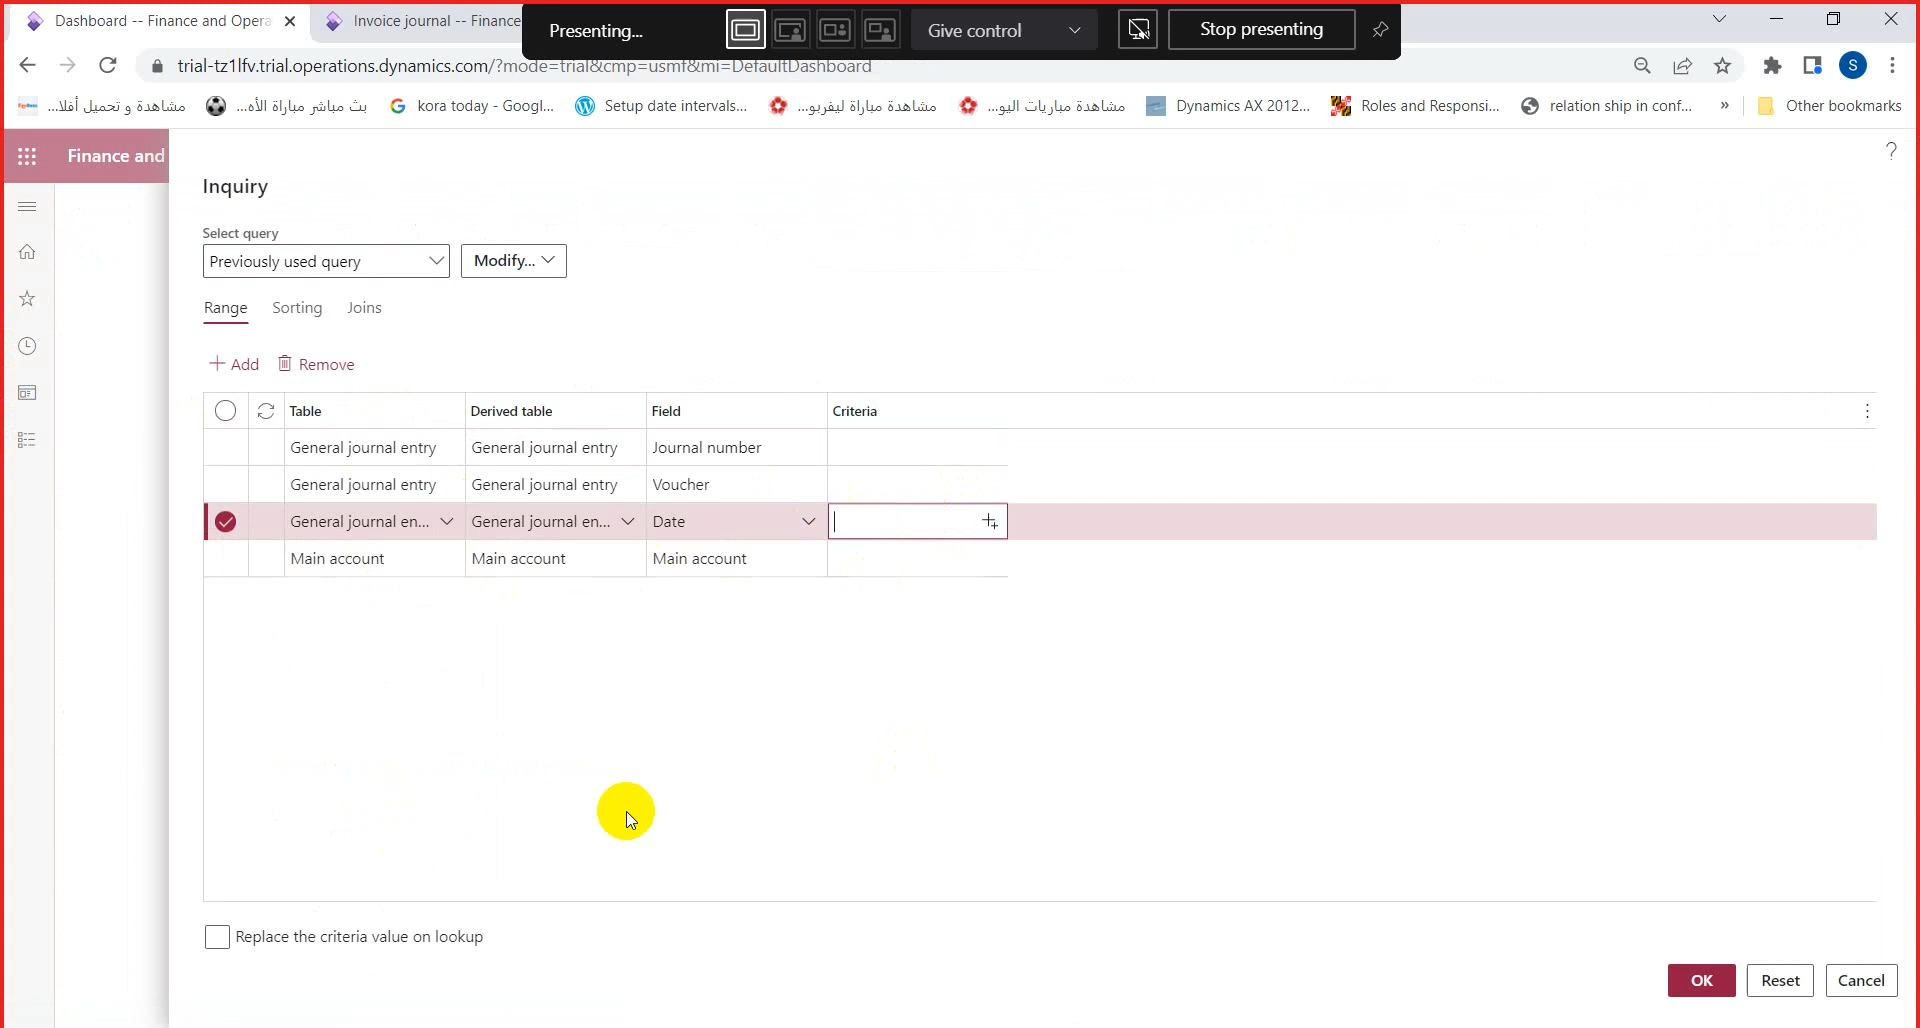 Dashboard -- Finance and Opera
Invoice journal -- Finance
Presenting...
Give control
Stop presenting
trial-tz1lfv.trial.operations.dynamics.com/?mode=trial&cmp=usmf&mi=DefaultDashboard
S
مشاهدة و تحميل أفلا...
بث مباشر مباراة الأه...
kora today - Googl...
Setup date intervals...
مشاهدة مباراة ليفربو...
مشاهدة مباريات اليو...
Dynamics AX 2012...
Roles and Responsi...
relation ship in conf...
»
Other bookmarks
Finance and
?
Inquiry
Select query
Previously used query
Modify...
Range Sorting Joins
+ Add Remove
Table Derived table Field Criteria
General journal entry General journal entry Journal number
General journal entry General journal entry Voucher
General journal en... General journal en... Date
Main account Main account Main account
Replace the criteria value on lookup
OK Reset Cancel